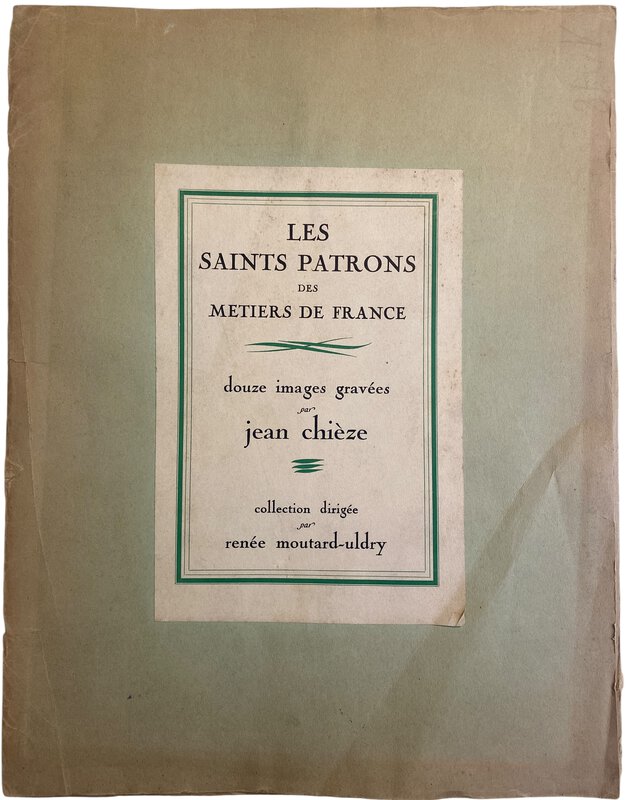 LES
SAINTS PATRONS
DES
METIERS DE FRANCE
douze images gravées
par
jean chièze
collection dirigée
par
renée moutard-uldry